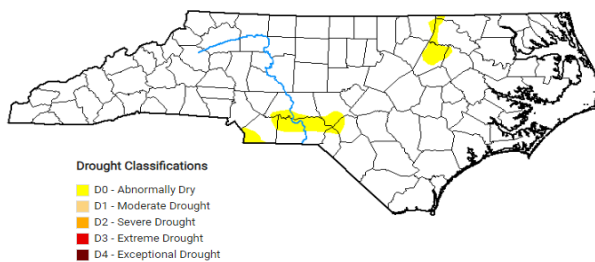 Drought Classifications
D0 - Abnormally Dry
D1 - Moderate Drought
D2 - Severe Drought
D3 - Extreme Drought
D4 - Exceptional Drought